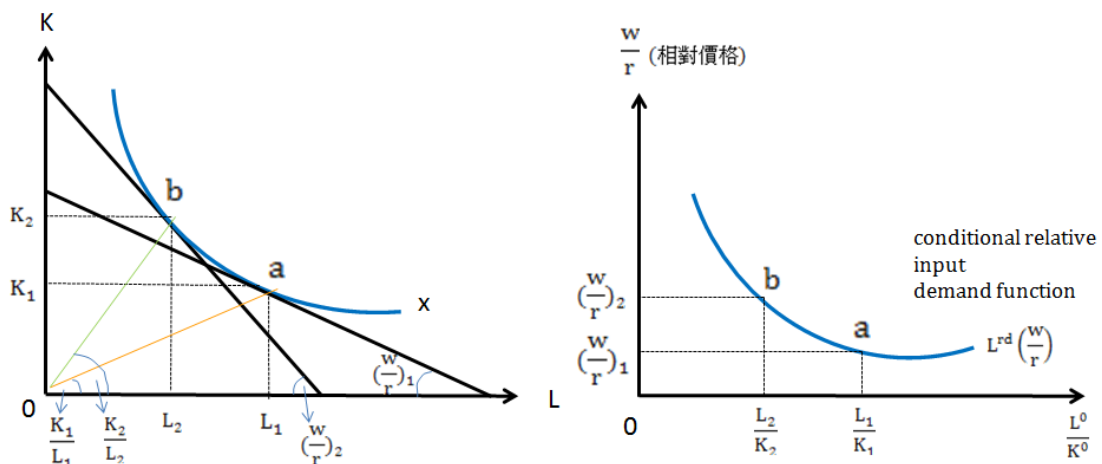 K
b
K₂
a
K₁
x
(w/r)₁
0
L₂
L₁
L
K₁/L₁
K₂/L₂
(w/r)₂
w/r (相對價格)
conditional relative
input
demand function
b
(w/r)₂
a
(w/r)₁
Lʳᵈ(w/r)
0
L₂/K₂
L₁/K₁
L⁰/K⁰